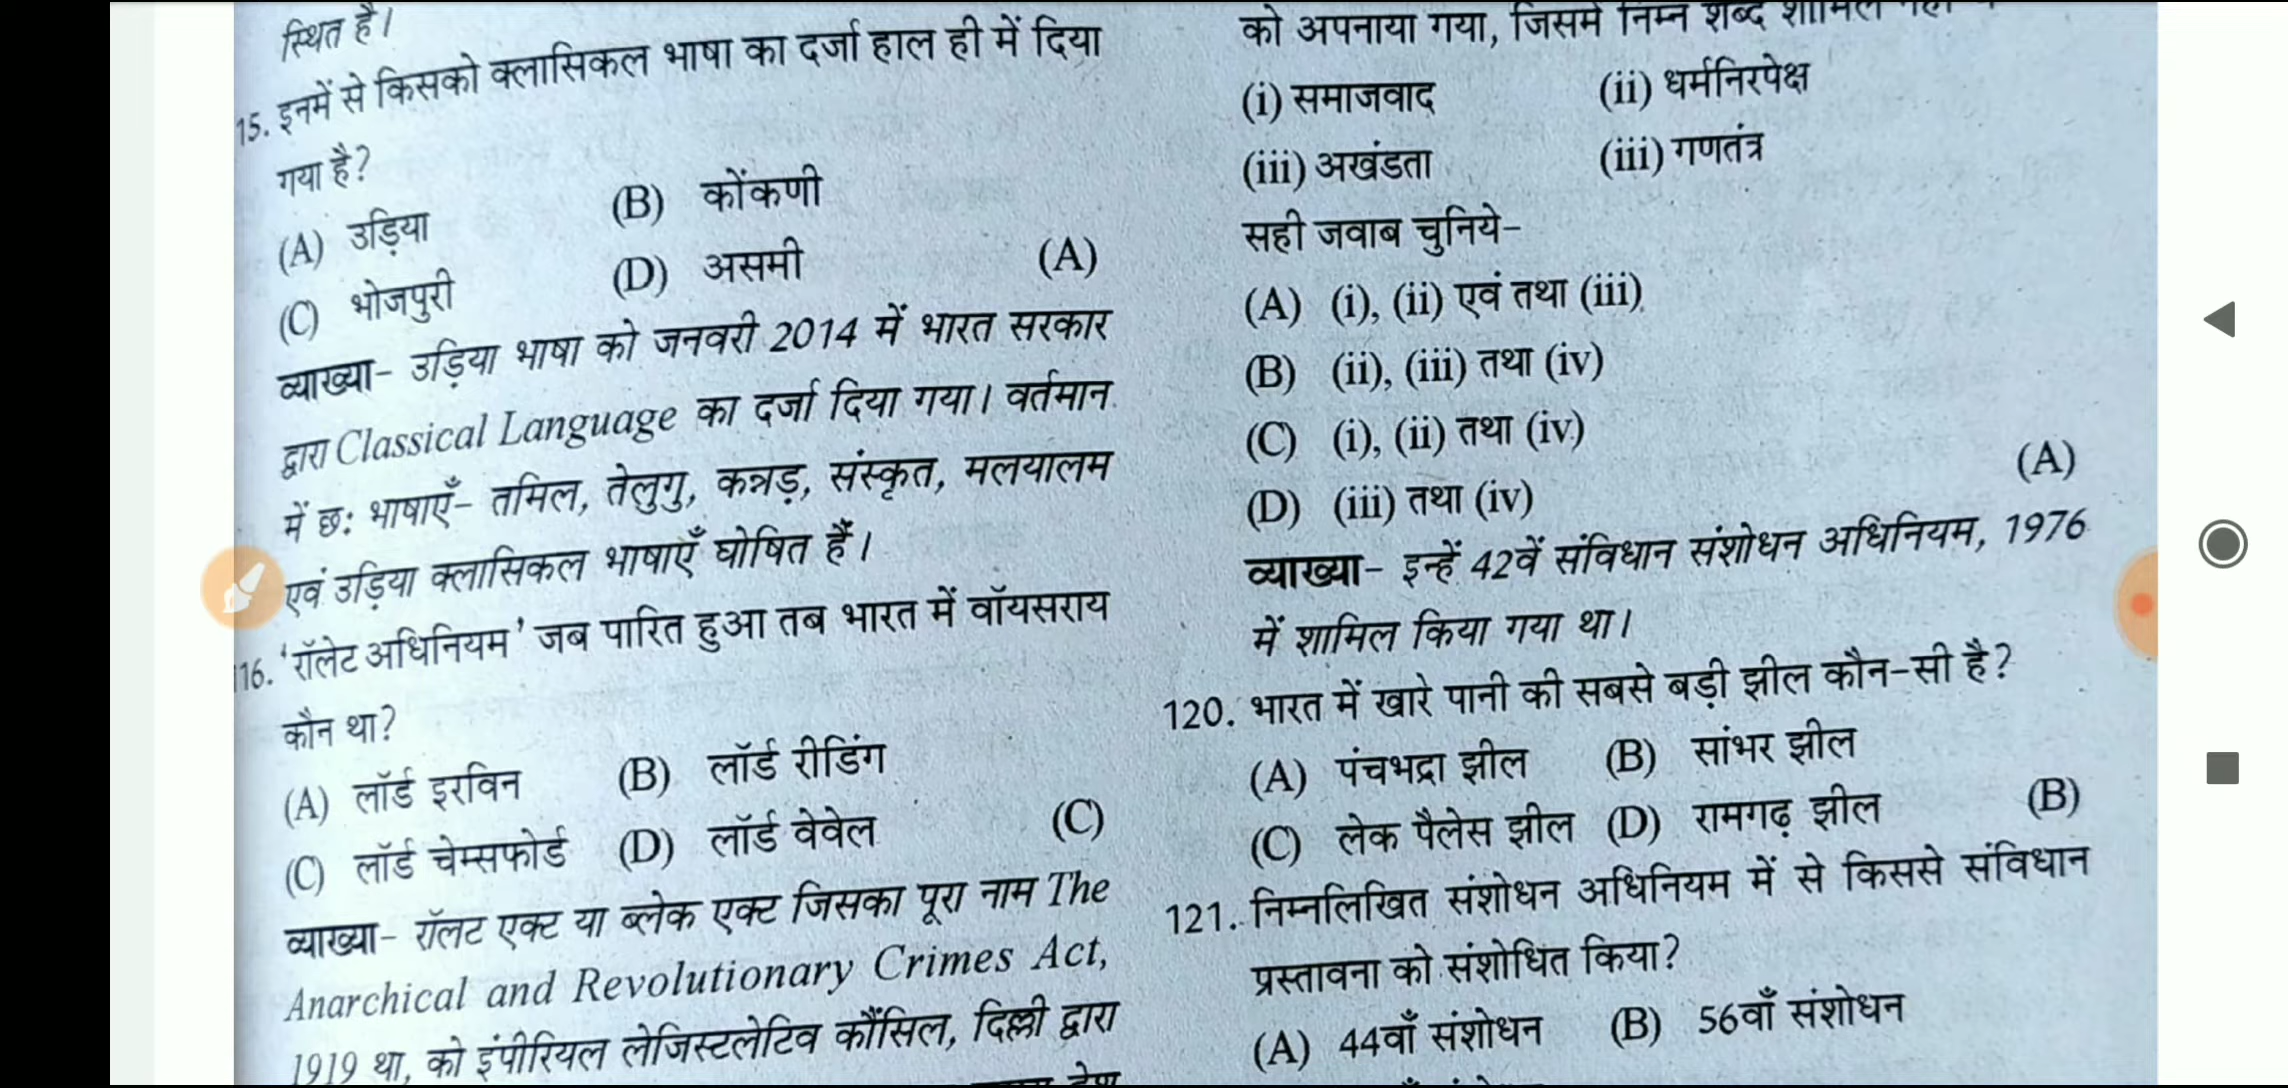 स्थित है।
15. इनमें से किसको क्लासिकल भाषा का दर्जा हाल ही में दिया
गया है?
(A) उड़िया (B) कोंकणी
(C) भोजपुरी (D) असमी (A)
व्याख्या- उड़िया भाषा को जनवरी 2014 में भारत सरकार
द्वारा Classical Language का दर्जा दिया गया। वर्तमान
में छ: भाषाएँ- तमिल, तेलुगु, कन्नड़, संस्कृत, मलयालम
एवं उड़िया क्लासिकल भाषाएँ घोषित हैं।
116. ‘रॉलेट अधिनियम’ जब पारित हुआ तब भारत में वॉयसराय
कौन था?
(A) लॉर्ड इरविन (B) लॉर्ड रीडिंग
(C) लॉर्ड चेम्सफोर्ड (D) लॉर्ड वेवेल (C)
व्याख्या- रॉलट एक्ट या ब्लेक एक्ट जिसका पूरा नाम The
Anarchical and Revolutionary Crimes Act,
1919 था, को इंपीरियल लेजिस्टलेटिव कौंसिल, दिल्ली द्वारा
को अपनाया गया, जिसमें निम्न शब्द शामिल
(i) समाजवाद (ii) धर्मनिरपेक्ष
(iii) अखंडता (iii) गणतंत्र
सही जवाब चुनिये-
(A) (i), (ii) एवं तथा (iii)
(B) (ii), (iii) तथा (iv)
(C) (i), (ii) तथा (iv)
(D) (iii) तथा (iv) (A)
व्याख्या- इन्हें 42वें संविधान संशोधन अधिनियम, 1976
में शामिल किया गया था।
120. भारत में खारे पानी की सबसे बड़ी झील कौन-सी है?
(A) पंचभद्रा झील (B) सांभर झील
(C) लेक पैलेस झील (D) रामगढ़ झील (B)
121. निम्नलिखित संशोधन अधिनियम में से किससे संविधान
प्रस्तावना को संशोधित किया?
(A) 44वाँ संशोधन (B) 56वाँ संशोधन